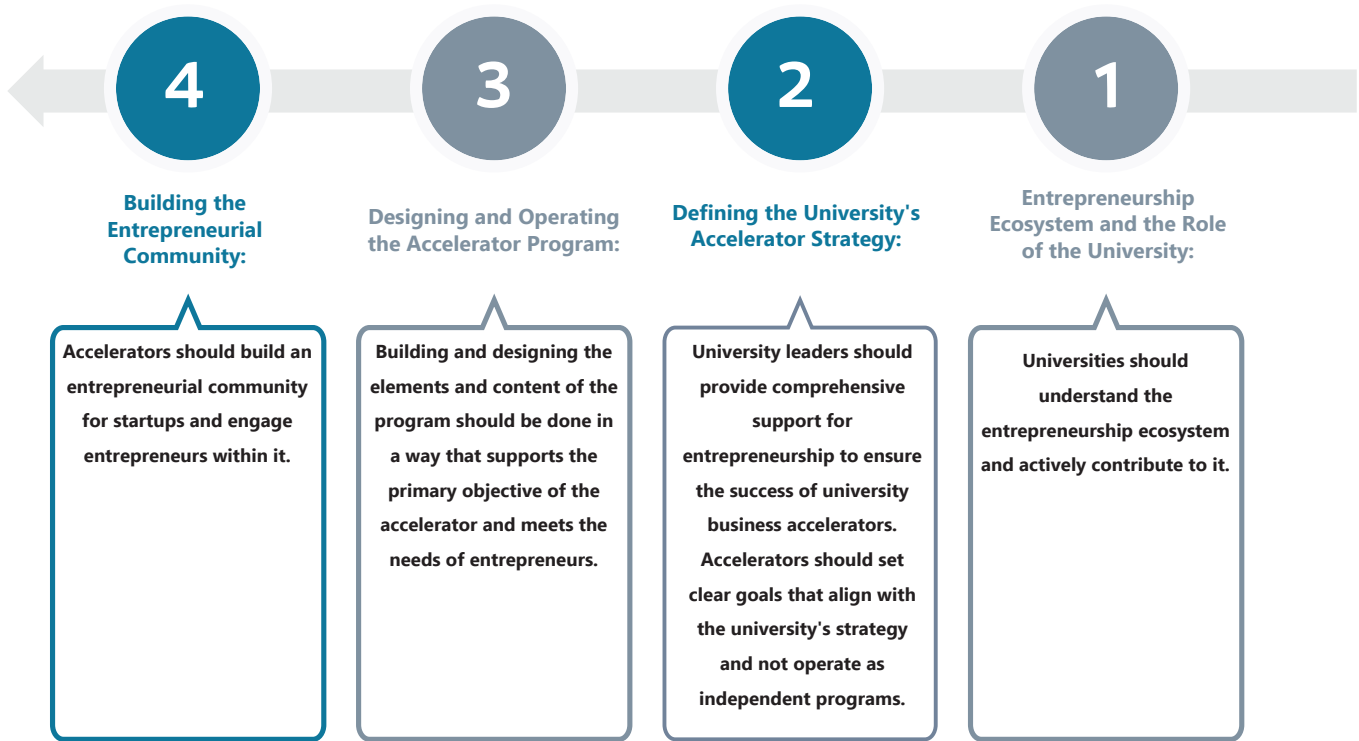 4
3
2
1
Building the
Entrepreneurial
Community:
Designing and Operating
the Accelerator Program:
Defining the University's
Accelerator Strategy:
Entrepreneurship
Ecosystem and the Role
of the University:
Accelerators should build an
entrepreneurial community
for startups and engage
entrepreneurs within it.
Building and designing the
elements and content of the
program should be done in
a way that supports the
primary objective of the
accelerator and meets the
needs of entrepreneurs.
University leaders should
provide comprehensive
support for
entrepreneurship to ensure
the success of university
business accelerators.
Accelerators should set
clear goals that align with
the university's strategy
and not operate as
independent programs.
Universities should
understand the
entrepreneurship ecosystem
and actively contribute to it.